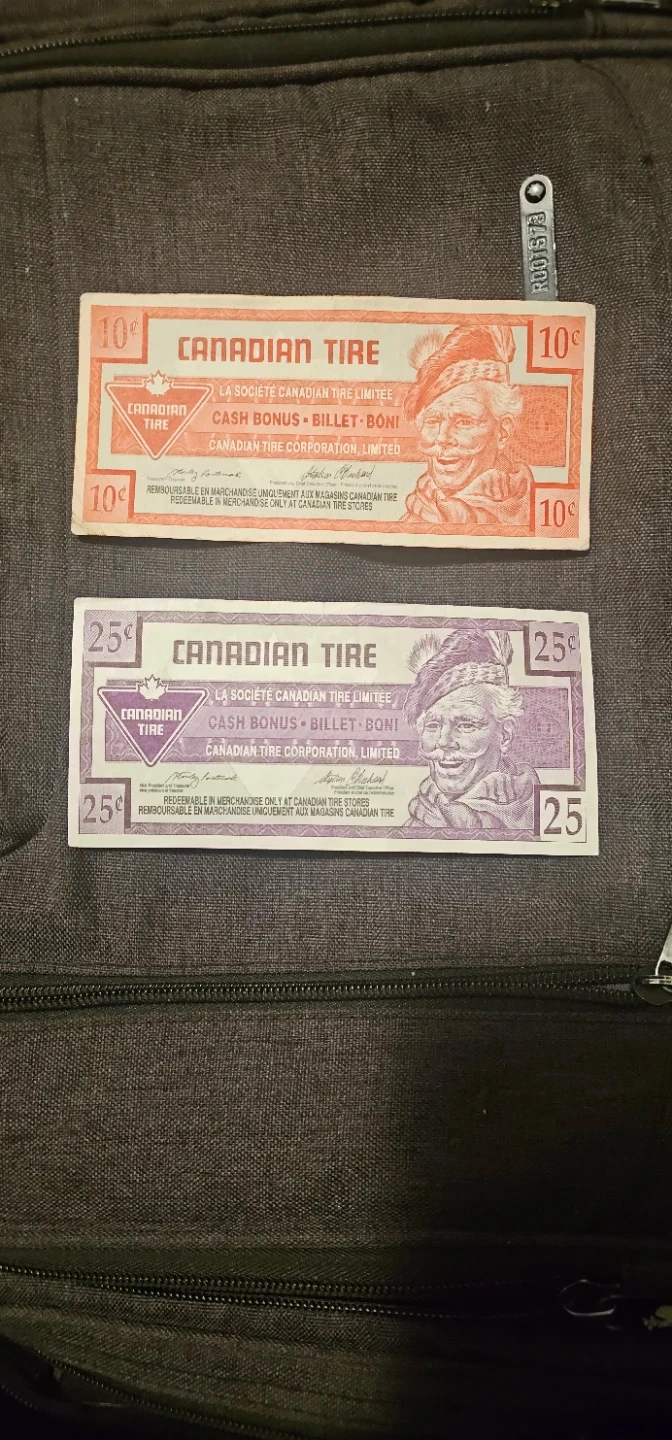 ROOTS73
10¢
10¢
CANADIAN TIRE
LA SOCIÉTÉ CANADIAN TIRE LIMITÉE
CANADIAN
TIRE
CASH BONUS ▪ BILLET·BONI
CANADIAN TIRE CORPORATION, LIMITED
10¢
10¢
REMBOURSABLE EN MARCHANDISE UNIQUEMENT AUX MAGASINS CANADIAN TIRE
REDEEMABLE IN MERCHANDISE ONLY AT CANADIAN TIRE STORES
25¢
25¢
CANADIAN TIRE
LA SOCIÉTÉ CANADIAN TIRE LIMITÉE
CANADIAN
TIRE
CASH BONUS ▪ BILLET·BONI
CANADIAN TIRE CORPORATION, LIMITED
25¢
25
REDEEMABLE IN MERCHANDISE ONLY AT CANADIAN TIRE STORES
REMBOURSABLE EN MARCHANDISE UNIQUEMENT AUX MAGASINS CANADIAN TIRE